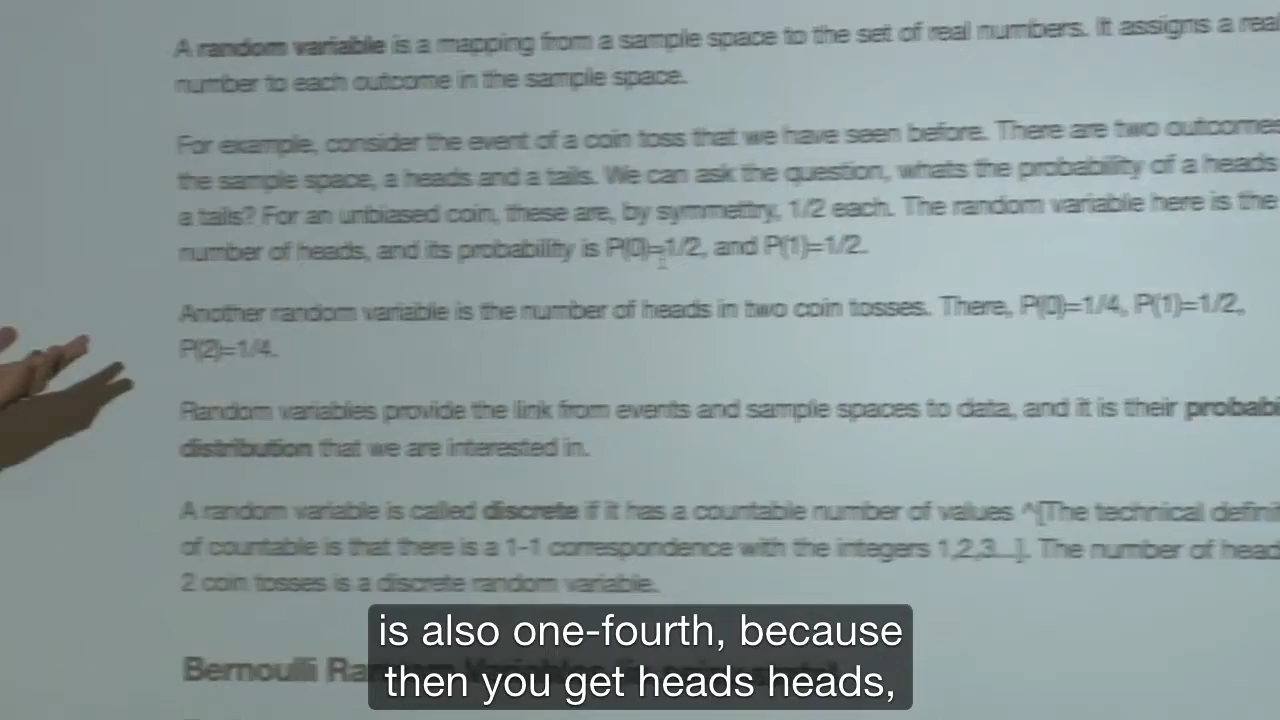 A random variable is a mapping from a sample space to the set of real numbers. It assigns a real
number to each outcome in the sample space.
For example, consider the event of a coin toss that we have seen before. There are two outcomes
the sample space, a heads and a tails. We can ask the question, whats the probability of a heads
a tails? For an unbiased coin, these are, by symmettry, 1/2 each. The random variable here is the
number of heads, and its probability is P(0)=1/2, and P(1)=1/2.
Another random variable is the number of heads in two coin tosses. There, P(0)=1/4, P(1)=1/2,
P(2)=1/4.
Random variables provide the link from events and sample spaces to data, and it is their probabi
distribution that we are interested in.
A random variable is called discrete if it has a countable number of values ^[The technical definit
of countable is that there is a 1-1 correspondence with the integers 1,2,3...]. The number of head
2 coin tosses is a discrete random variable.
Bernoulli Ran
is also one-fourth, because
then you get heads heads,